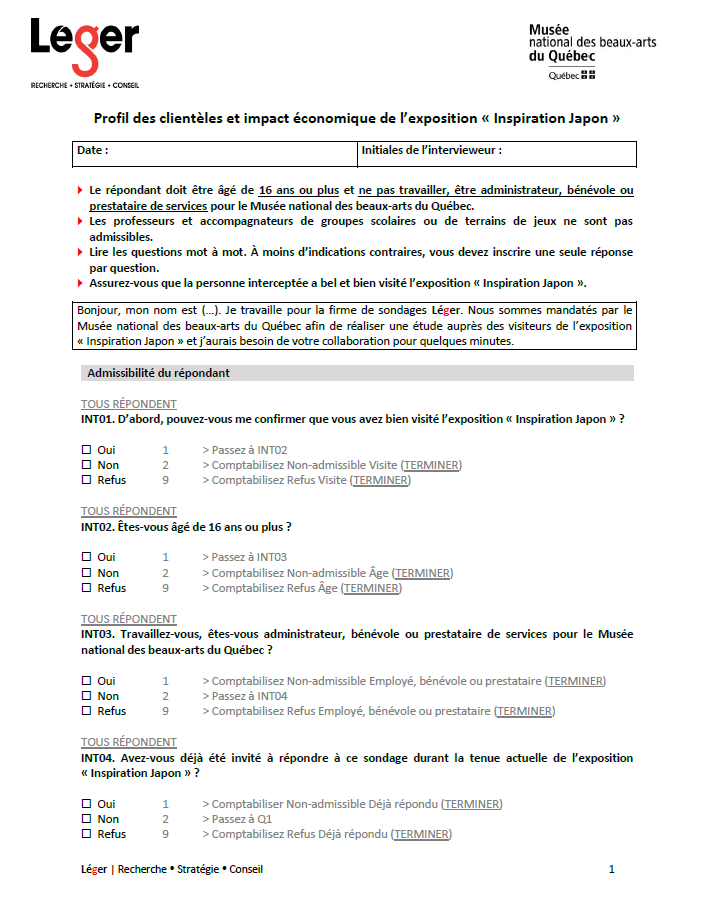 Léger
RECHERCHE • STRATÉGIE • CONSEIL
Musée
national des beaux-arts
du Québec
Québec
Profil des clientèles et impact économique de l’exposition « Inspiration Japon »
Date :
Initiales de l’intervieweur :
Le répondant doit être âgé de 16 ans ou plus et ne pas travailler, être administrateur, bénévole ou
prestataire de services pour le Musée national des beaux-arts du Québec.
Les professeurs et accompagnateurs de groupes scolaires ou de terrains de jeux ne sont pas
admissibles.
Lire les questions mot à mot. À moins d’indications contraires, vous devez inscrire une seule réponse
par question.
Assurez-vous que la personne interceptée a bel et bien visité l’exposition « Inspiration Japon ».
Bonjour, mon nom est (…). Je travaille pour la firme de sondages Léger. Nous sommes mandatés par le
Musée national des beaux-arts du Québec afin de réaliser une étude auprès des visiteurs de l’exposition
« Inspiration Japon » et j’aurais besoin de votre collaboration pour quelques minutes.
Admissibilité du répondant
TOUS RÉPONDENT
INT01. D’abord, pouvez-vous me confirmer que vous avez bien visité l’exposition « Inspiration Japon » ?
☐ Oui 1 > Passez à INT02
☐ Non 2 > Comptabilisez Non-admissible Visite (TERMINER)
☐ Refus 9 > Comptabilisez Refus Visite (TERMINER)
TOUS RÉPONDENT
INT02. Êtes-vous âgé de 16 ans ou plus ?
☐ Oui 1 > Passez à INT03
☐ Non 2 > Comptabilisez Non-admissible Âge (TERMINER)
☐ Refus 9 > Comptabilisez Refus Âge (TERMINER)
TOUS RÉPONDENT
INT03. Travaillez-vous, êtes-vous administrateur, bénévole ou prestataire de services pour le Musée
national des beaux-arts du Québec ?
☐ Oui 1 > Comptabilisez Non-admissible Employé, bénévole ou prestataire (TERMINER)
☐ Non 2 > Passez à INT04
☐ Refus 9 > Comptabilisez Refus Employé, bénévole ou prestataire (TERMINER)
TOUS RÉPONDENT
INT04. Avez-vous déjà été invité à répondre à ce sondage durant la tenue actuelle de l’exposition
« Inspiration Japon » ?
☐ Oui 1 > Comptabiliser Non-admissible Déjà répondu (TERMINER)
☐ Non 2 > Passez à Q1
☐ Refus 9 > Comptabilisez Refus Déjà répondu (TERMINER)
Léger | Recherche • Stratégie • Conseil 1